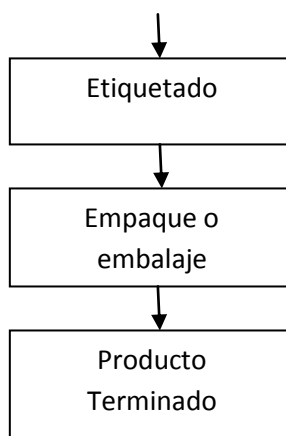 Etiquetado
Empaque o
embalaje
Producto
Terminado